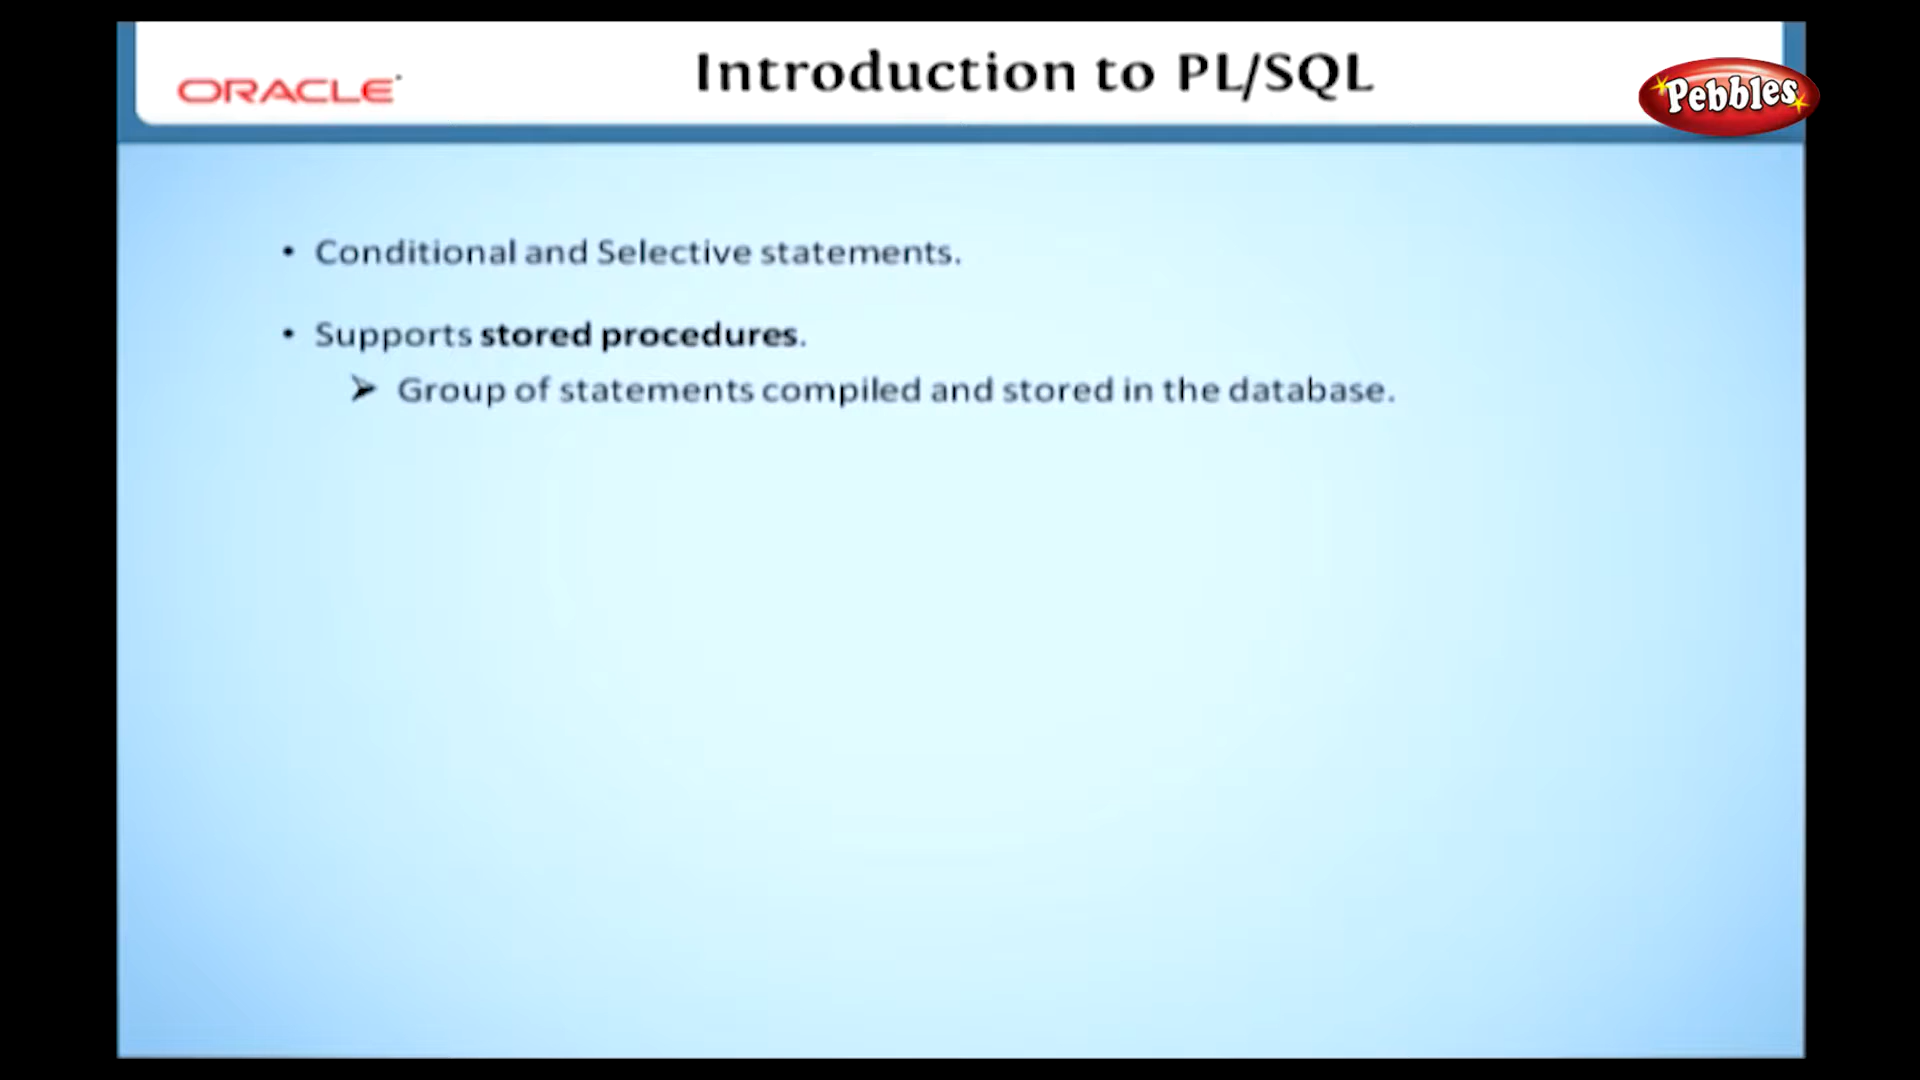 Introduction to PL/SQL
ORACLE
Pebbles
• Conditional and Selective statements.
• Supports stored procedures.
➤ Group of statements compiled and stored in the database.